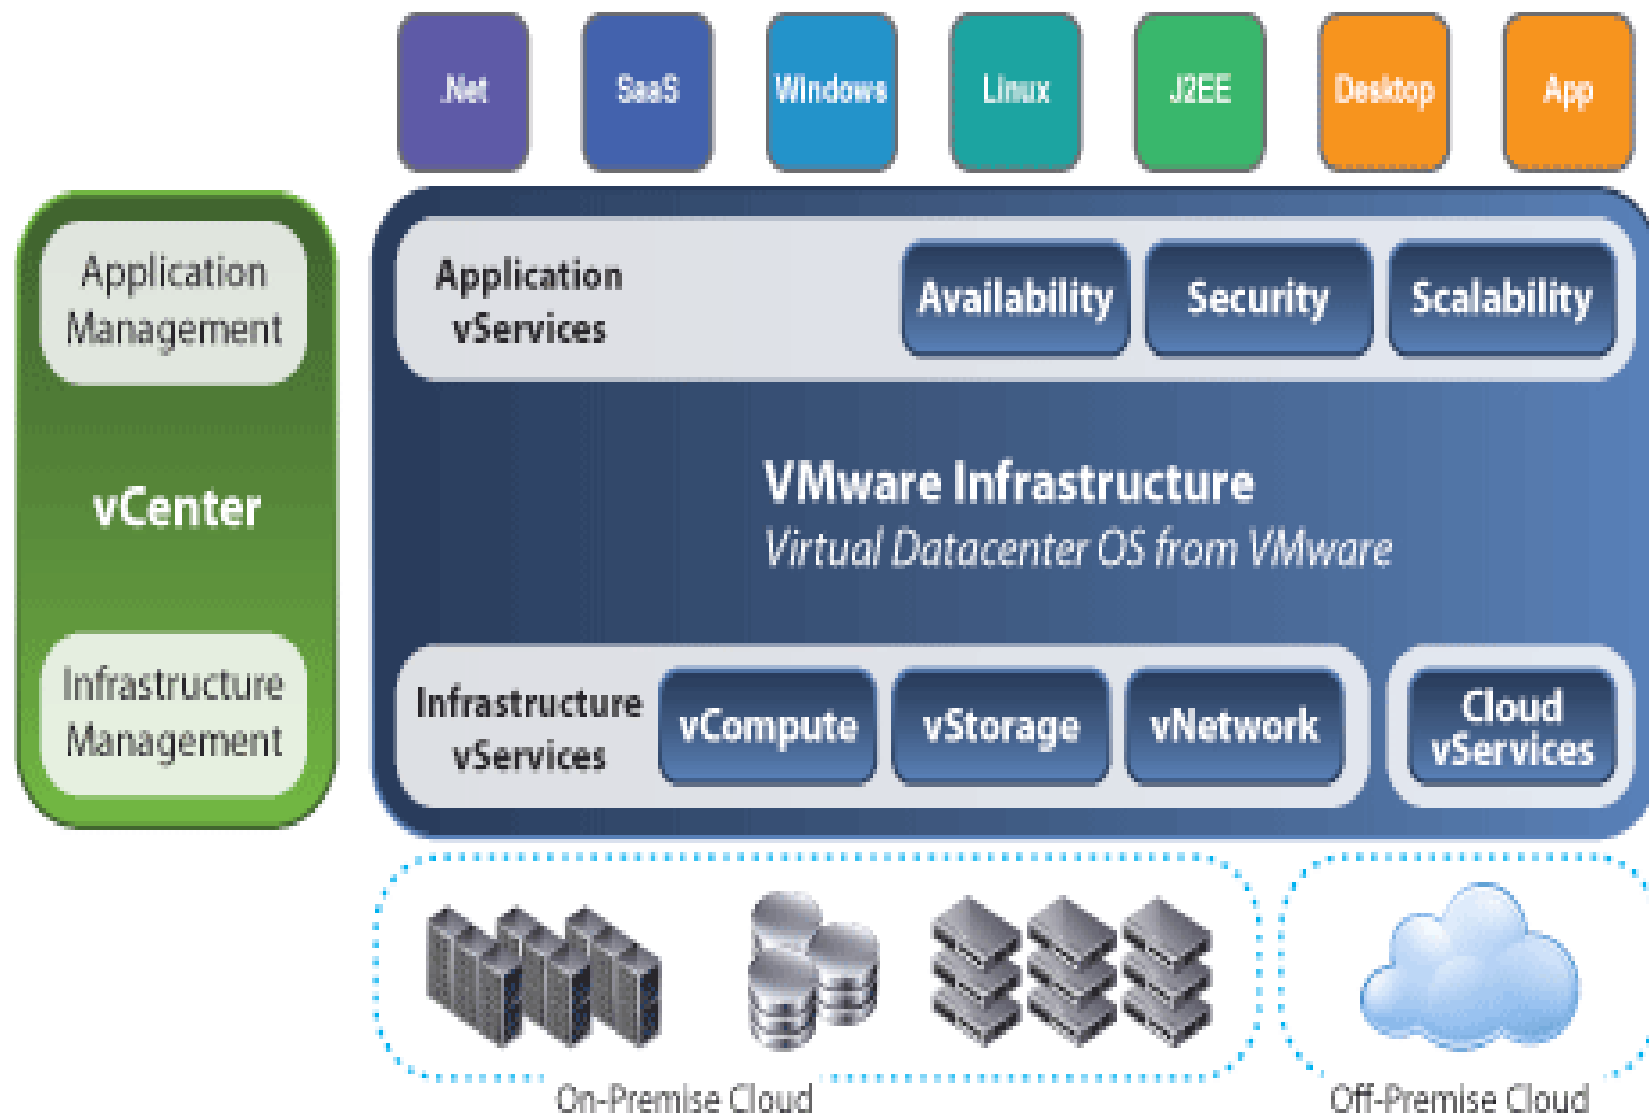 .Net
SaaS
Windows
Linux
J2EE
Desktop
App
Application
Management
vCenter
Infrastructure
Management
Application
vServices
Availability
Security
Scalability
VMware Infrastructure
Virtual Datacenter OS from VMware
Infrastructure
vServices
vCompute
vStorage
vNetwork
Cloud
vServices
On-Premise Cloud
Off-Premise Cloud